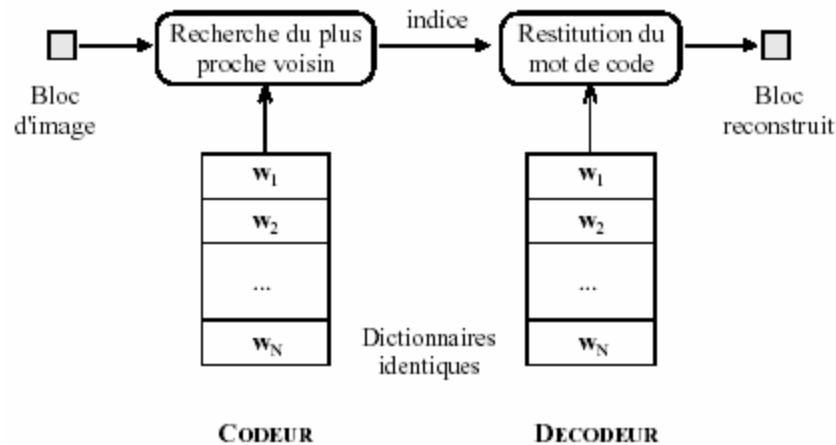 Recherche du plus
proche voisin
indice
Restitution du
mot de code
Bloc
d'image
Bloc
reconstruit
w1
w2
...
wN
w1
w2
...
wN
Dictionnaires
identiques
CODEUR
DECODEUR